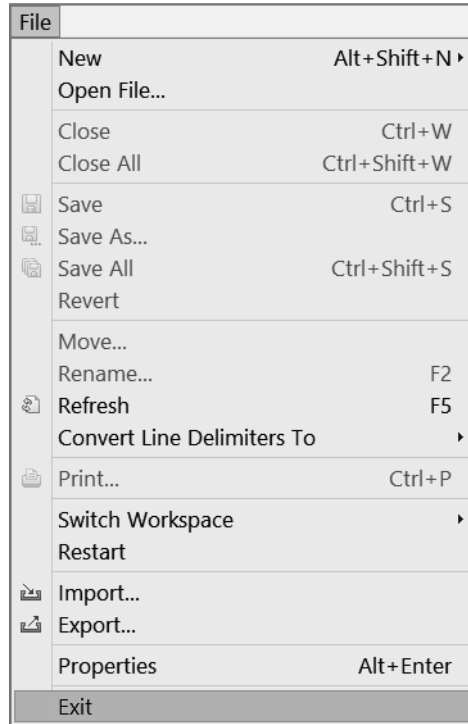 File
New Alt+Shift+N
Open File...
Close Ctrl+W
Close All Ctrl+Shift+W
Save Ctrl+S
Save As...
Save All Ctrl+Shift+S
Revert
Move...
Rename... F2
Refresh F5
Convert Line Delimiters To
Print... Ctrl+P
Switch Workspace
Restart
Import...
Export...
Properties Alt+Enter
Exit